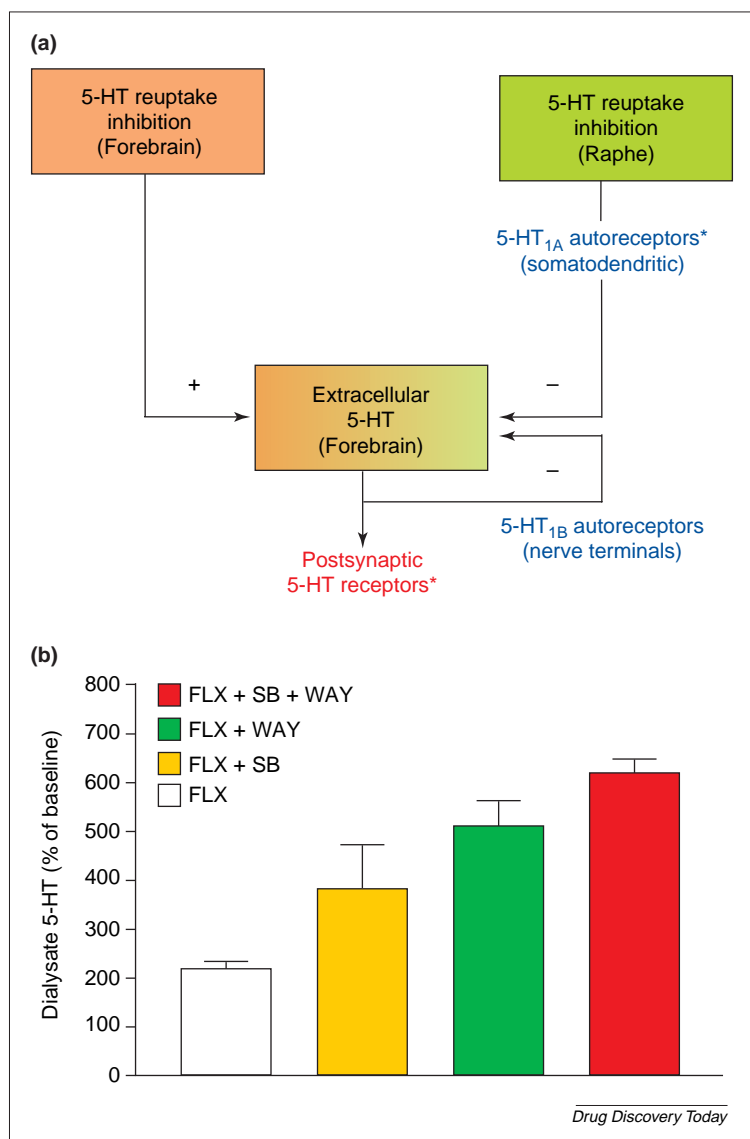 (a)
5-HT reuptake
inhibition
(Forebrain)
5-HT reuptake
inhibition
(Raphe)
5-HT1A autoreceptors*
(somatodendritic)
+
–
Extracellular
5-HT
(Forebrain)
–
5-HT1B autoreceptors
(nerve terminals)
Postsynaptic
5-HT receptors*
(b)
Dialysate 5-HT (% of baseline)
800
700
600
500
400
300
200
100
0
FLX + SB + WAY
FLX + WAY
FLX + SB
FLX
Drug Discovery Today